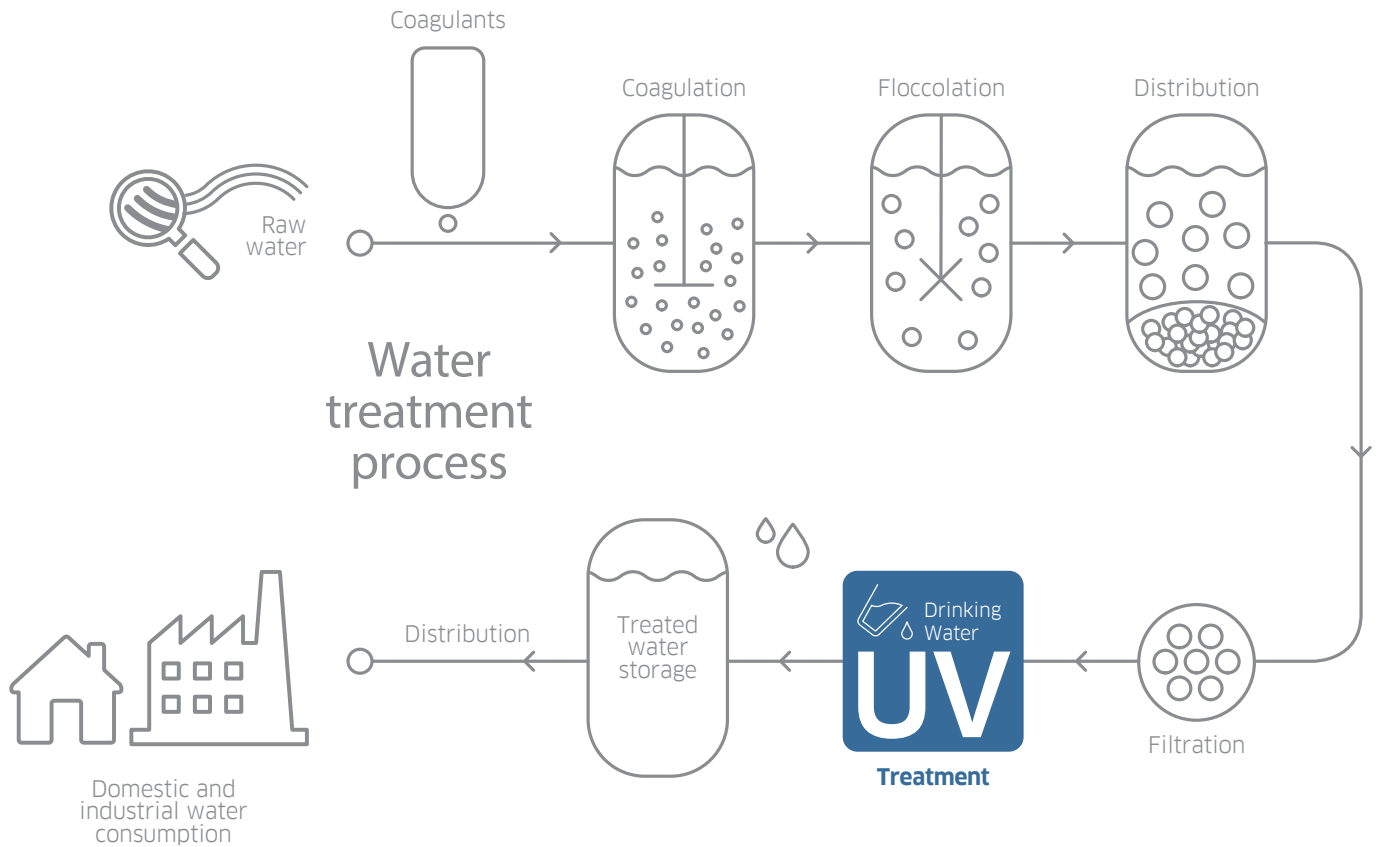 Coagulants
Coagulation
Floccolation
Distribution
Raw
water
Water
treatment
process
Drinking
Water
UV
Treatment
Filtration
Treated
water
storage
Distribution
Domestic and
industrial water
consumption